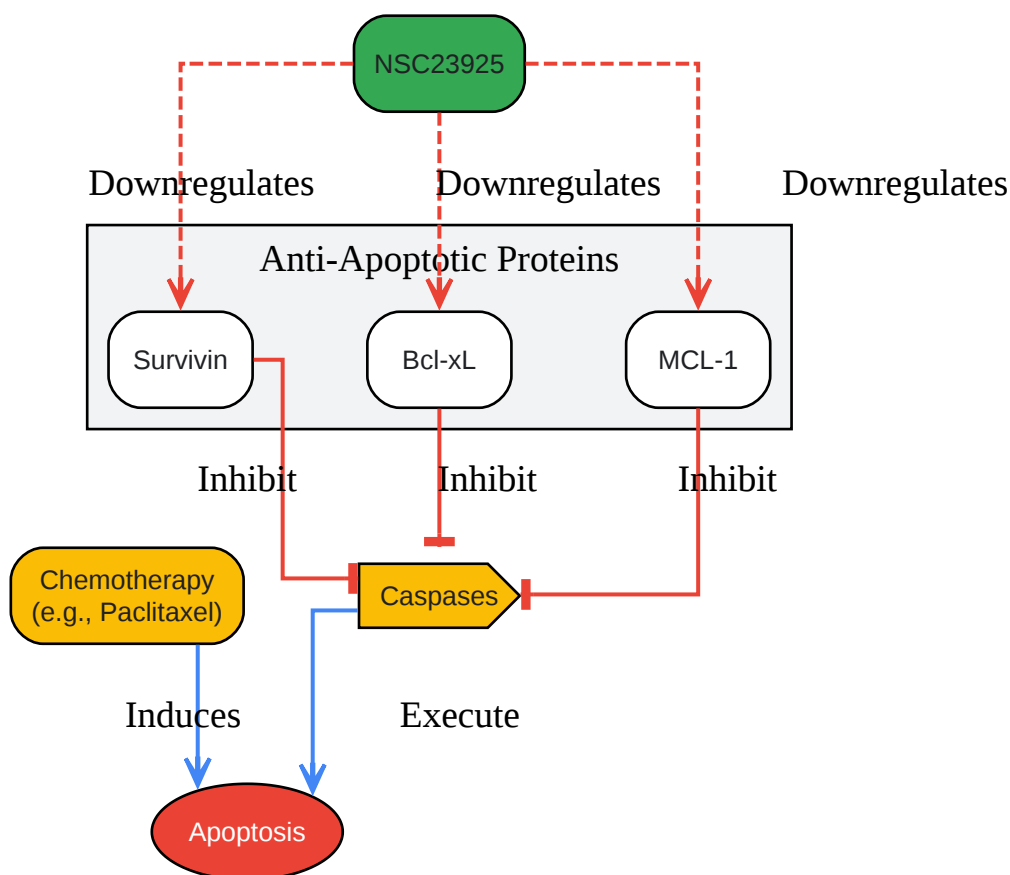 NSC23925
Downregulates
Downregulates
Downregulates
Anti-Apoptotic Proteins
Survivin
Bcl-xL
MCL-1
Inhibit
Inhibit
Inhibit
Chemotherapy
(e.g., Paclitaxel)
Caspases
Induces
Execute
Apoptosis